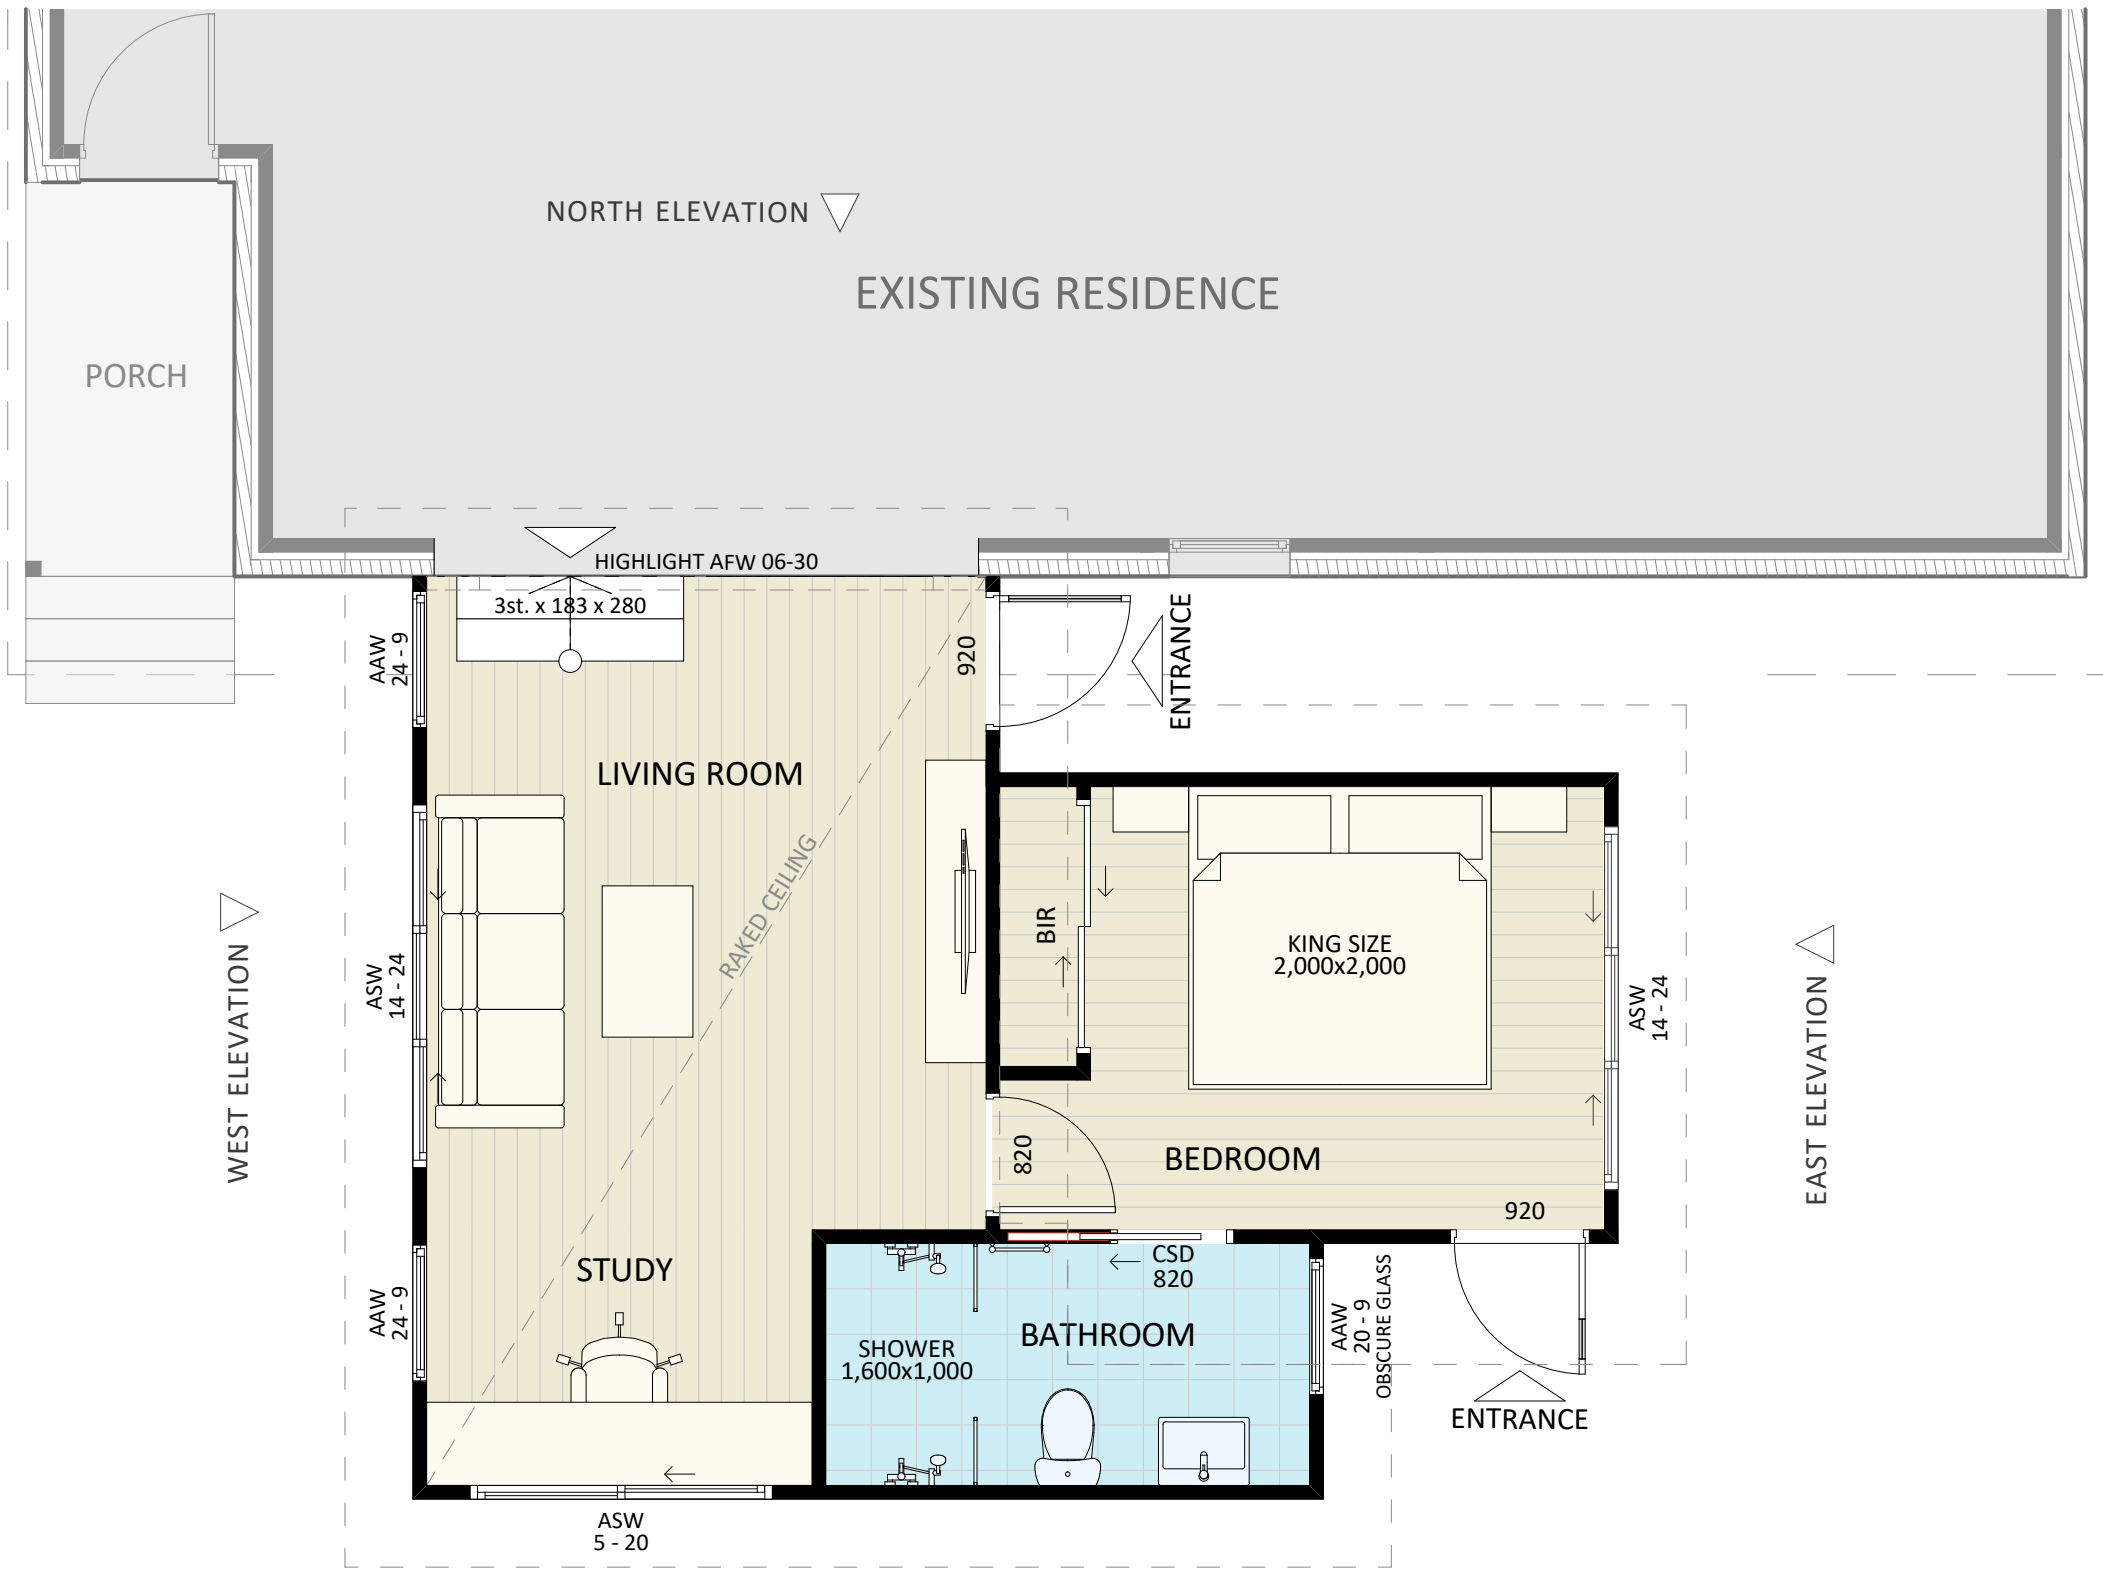 NORTH ELEVATION
EXISTING RESIDENCE
PORCH
HIGHLIGHT AFW 06-30
3st. x 183 x 280
AAW
24 - 9
920
ENTRANCE
LIVING ROOM
RAKED CEILING
WEST ELEVATION
ASW
14 - 24
BIR
KING SIZE
2,000x2,000
ASW
14 - 24
EAST ELEVATION
820
BEDROOM
920
STUDY
AAW
24 - 9
CSD
820
BATHROOM
SHOWER
1,600x1,000
AAW
20 - 9
OBSCURE GLASS
ENTRANCE
ASW
5 - 20